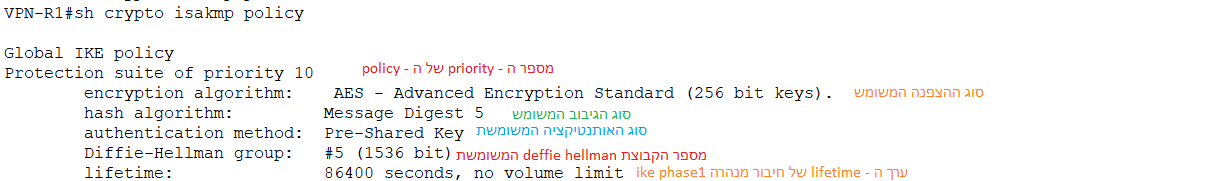 VPN-R1#sh crypto isakmp policy
Global IKE policy
Protection suite of priority 10 מספר ה - priority של ה - policy
encryption algorithm: AES - Advanced Encryption Standard (256 bit keys). סוג ההצפנה המשומש
hash algorithm: Message Digest 5 סוג הגיבוב המשומש
authentication method: Pre-Shared Key סוג האותנטיקציה המשומשת
Diffie-Hellman group: #5 (1536 bit) מספר הקבוצת deffie hellman המשומשת
lifetime: 86400 seconds, no volume limit ערך ה - lifetime של חיבור מנהרה ike phase1